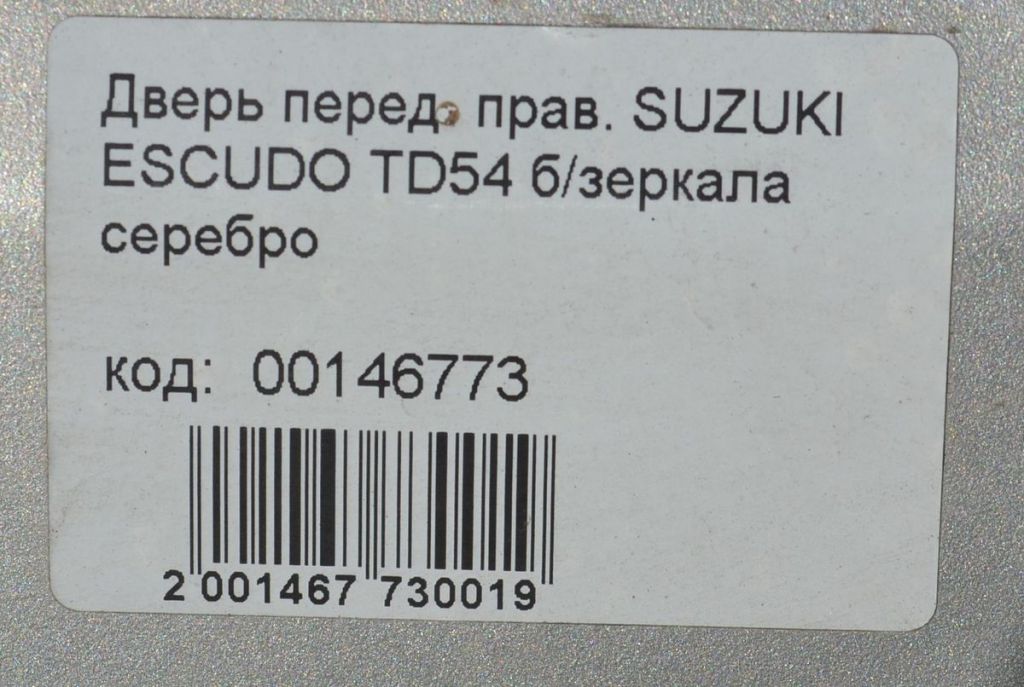 Дверь перед. прав. SUZUKI
ESCUDO TD54 б/зеркала
серебро
код: 00146773
2 001467 730019